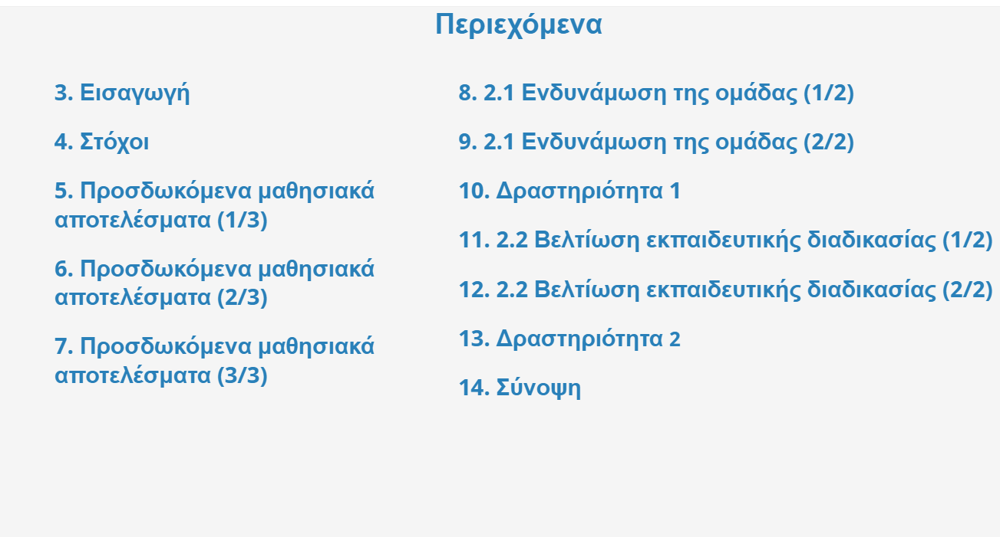 Περιεχόμενα
3. Εισαγωγή
4. Στόχοι
5. Προσδωκόμενα μαθησιακά
αποτελέσματα (1/3)
6. Προσδωκόμενα μαθησιακά
αποτελέσματα (2/3)
7. Προσδωκόμενα μαθησιακά
αποτελέσματα (3/3)
8. 2.1 Ενδυνάμωση της ομάδας (1/2)
9. 2.1 Ενδυνάμωση της ομάδας (2/2)
10. Δραστηριότητα 1
11. 2.2 Βελτίωση εκπαιδευτικής διαδικασίας (1/2)
12. 2.2 Βελτίωση εκπαιδευτικής διαδικασίας (2/2)
13. Δραστηριότητα 2
14. Σύνοψη